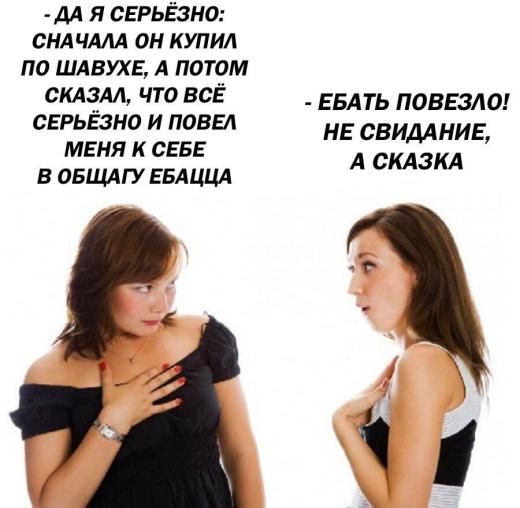 - ДА Я СЕРЬЁЗНО:
СНАЧАЛА ОН КУПИЛ
ПО ШАВУХЕ, А ПОТОМ
СКАЗАЛ, ЧТО ВСЁ
СЕРЬЁЗНО И ПОВЕЛ
МЕНЯ К СЕБЕ
В ОБЩАГУ ЕБАЦЦА
- ЕБАТЬ ПОВЕЗЛО!
НЕ СВИДАНИЕ,
А СКАЗКА